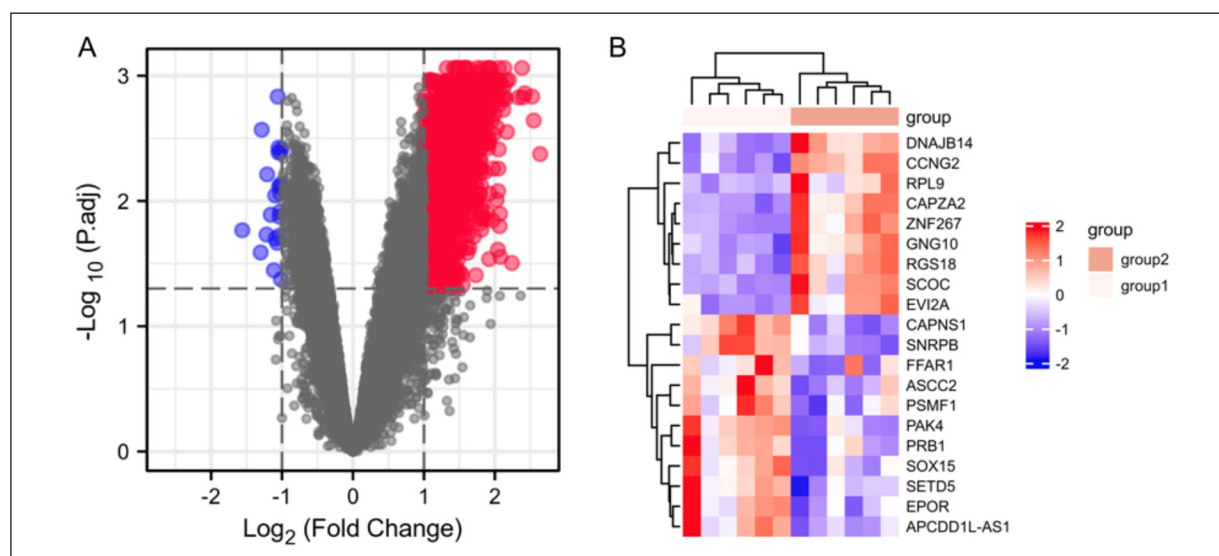 A
-Log10 (P.adj)
3
2
1
0
-2
-1
0
1
2
Log2 (Fold Change)
B
group
DNAJB14
CCNG2
RPL9
CAPZA2
ZNF267
GNG10
RGS18
SCOC
EVI2A
CAPNS1
SNRPB
FFAR1
ASCC2
PSMF1
PAK4
PRB1
SOX15
SETD5
EPOR
APCDD1L-AS1
2
1
0
-1
-2
group
group2
group1